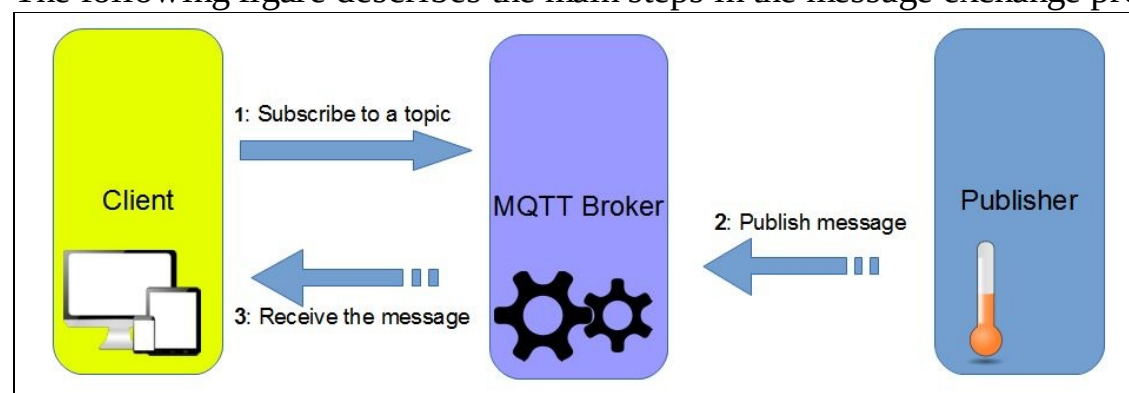 The following figure describes the main steps in the message exchange
1: Subscribe to a topic
Client
MQTT Broker
Publisher
2: Publish message
3: Receive the message